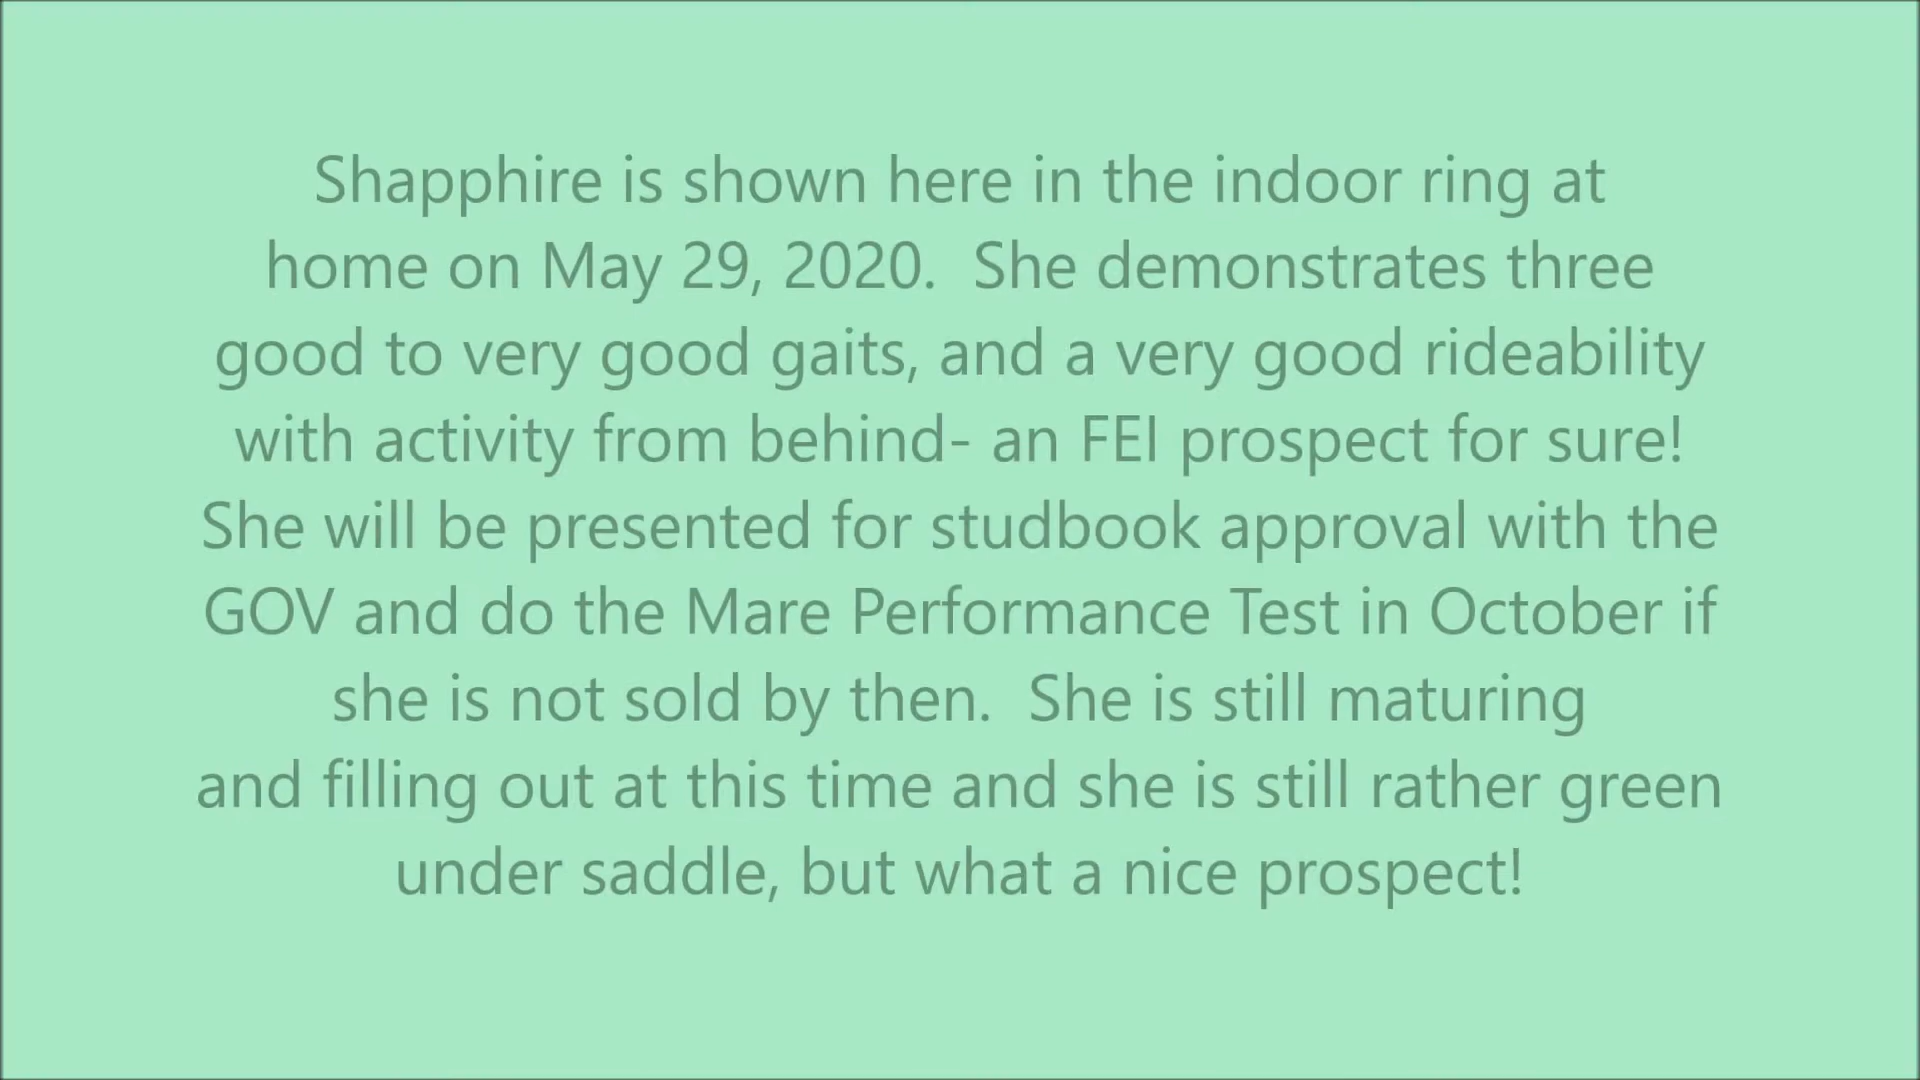 Shapphire is shown here in the indoor ring at
home on May 29, 2020.  She demonstrates three
good to very good gaits, and a very good rideability
with activity from behind- an FEI prospect for sure!
She will be presented for studbook approval with the
GOV and do the Mare Performance Test in October if
she is not sold by then.  She is still maturing
and filling out at this time and she is still rather green
under saddle, but what a nice prospect!